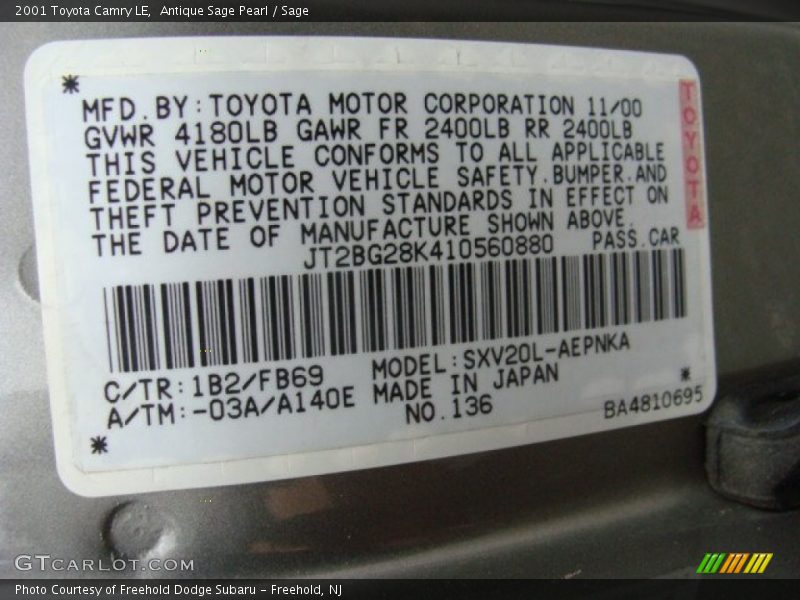 2001 Toyota Camry LE,  Antique Sage Pearl / Sage
MFD.BY:TOYOTA MOTOR CORPORATION 11/00
GVWR 4180LB GAWR FR 2400LB RR 2400LB
THIS VEHICLE CONFORMS TO ALL APPLICABLE
FEDERAL MOTOR VEHICLE SAFETY.BUMPER.AND
THEFT PREVENTION STANDARDS IN EFFECT ON
THE DATE OF MANUFACTURE SHOWN ABOVE.
JT2BG28K410560880 PASS.CAR
TOYOTA
C/TR:1B2/FB69 MODEL:SXV20L-AEPNKA
A/TM:-03A/A140E MADE IN JAPAN
NO.136 BA4810695
GTCARLOT.COM
Photo Courtesy of Freehold Dodge Subaru – Freehold, NJ